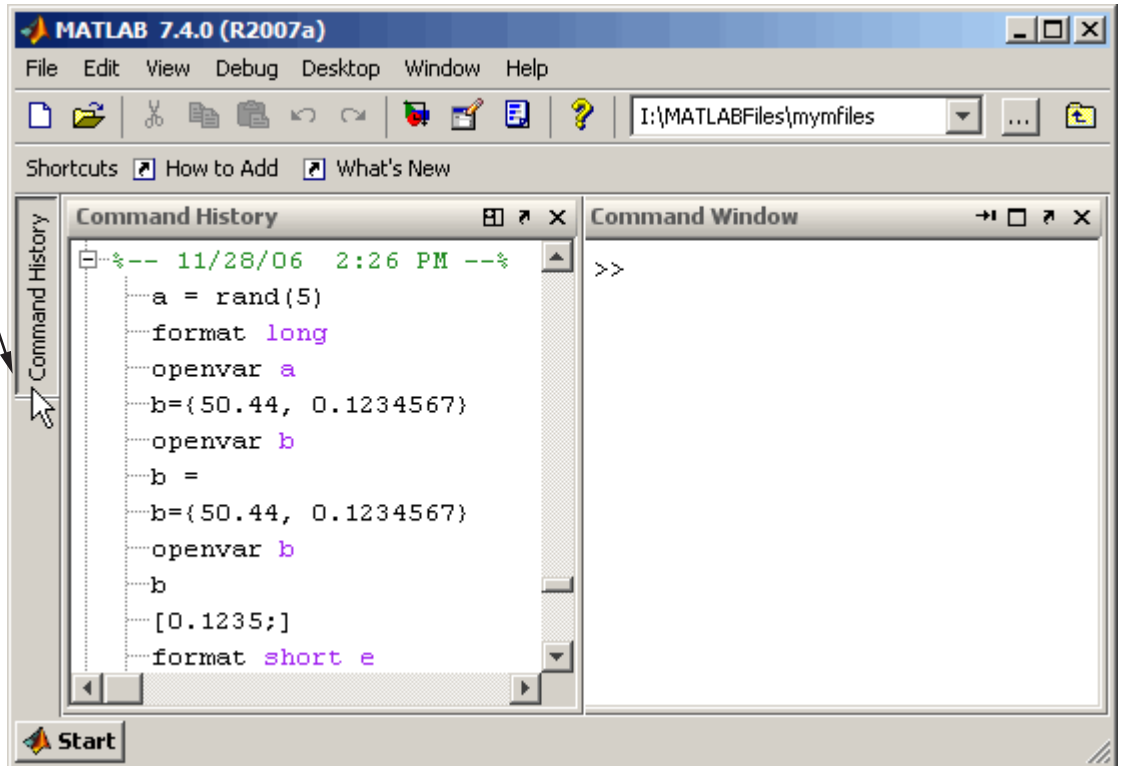 MATLAB 7.4.0 (R2007a)
File Edit View Debug Desktop Window Help
I:\MATLABFiles\mymfiles ...
Shortcuts How to Add What's New
Command History
Command History
%-- 11/28/06 2:26 PM --%
a = rand(5)
format long
openvar a
b={50.44, 0.1234567}
openvar b
b =
b={50.44, 0.1234567}
openvar b
b
[0.1235;]
format short e
Command Window
>>
Start